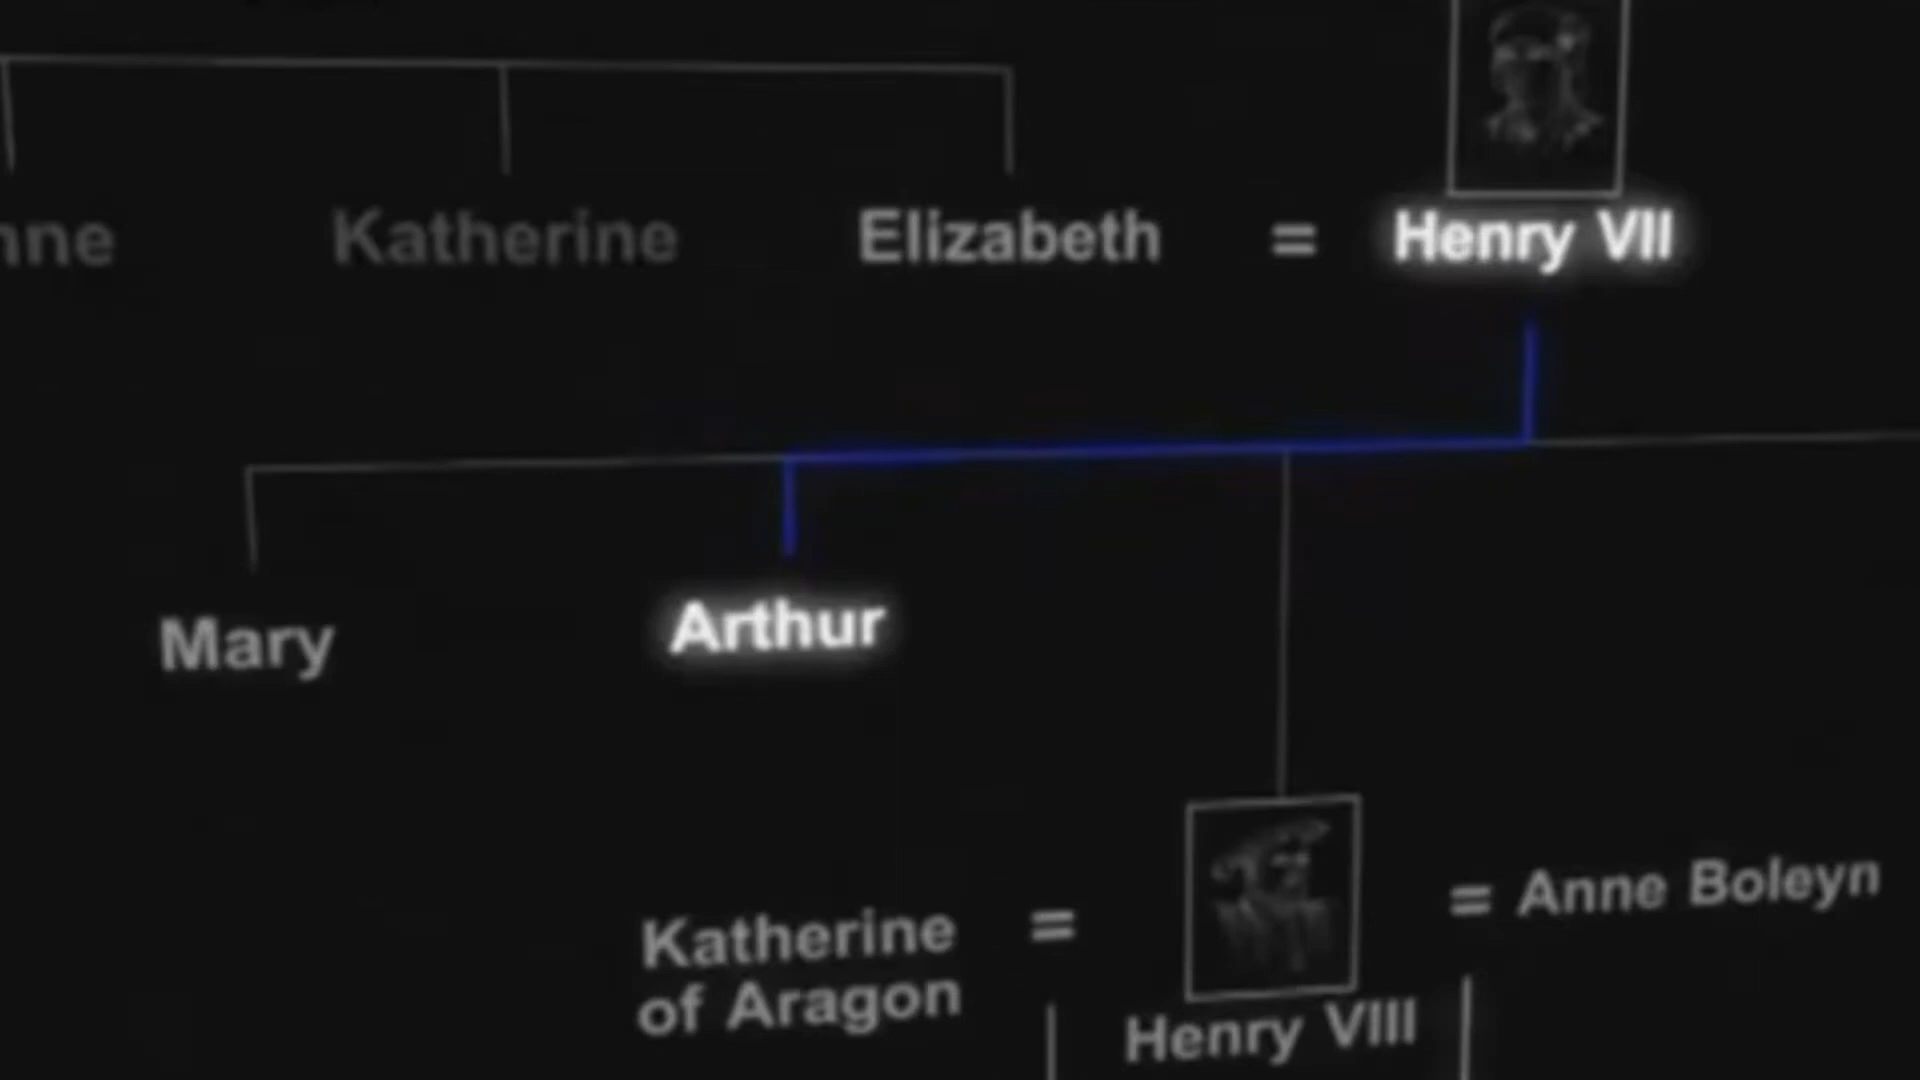 Katherine Elizabeth = Henry VII
Mary Arthur
= Anne Boleyn
Katherine =
of Aragon
Henry VIII